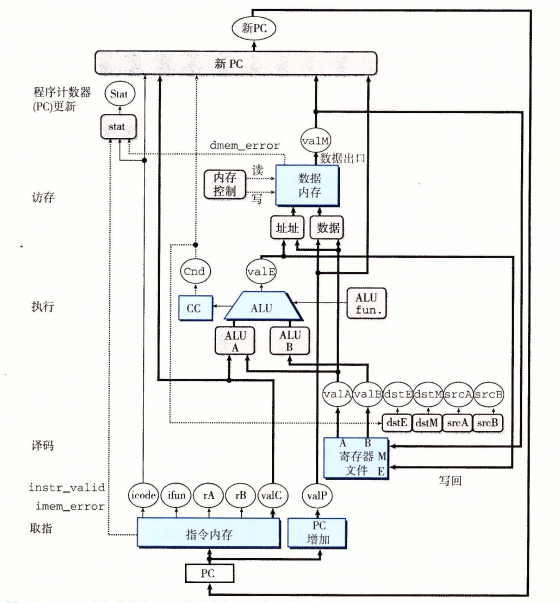 新PC
新 PC
程序计数器
(PC)更新
Stat
stat
dmem_error
valM
数据出口
访存
内存
控制
读
写
数据
内存
址址
数据
Cnd
valE
执行
CC
ALU
ALU
fun.
ALU
A
ALU
B
valA
valB
dstE
dstM
srcA
srcB
dstE
dstM
srcA
srcB
译码
A
B
寄存器
文件
M
E
写回
instr_valid
imem_error
取指
icode
ifun
rA
rB
valC
valP
指令内存
PC
增加
PC